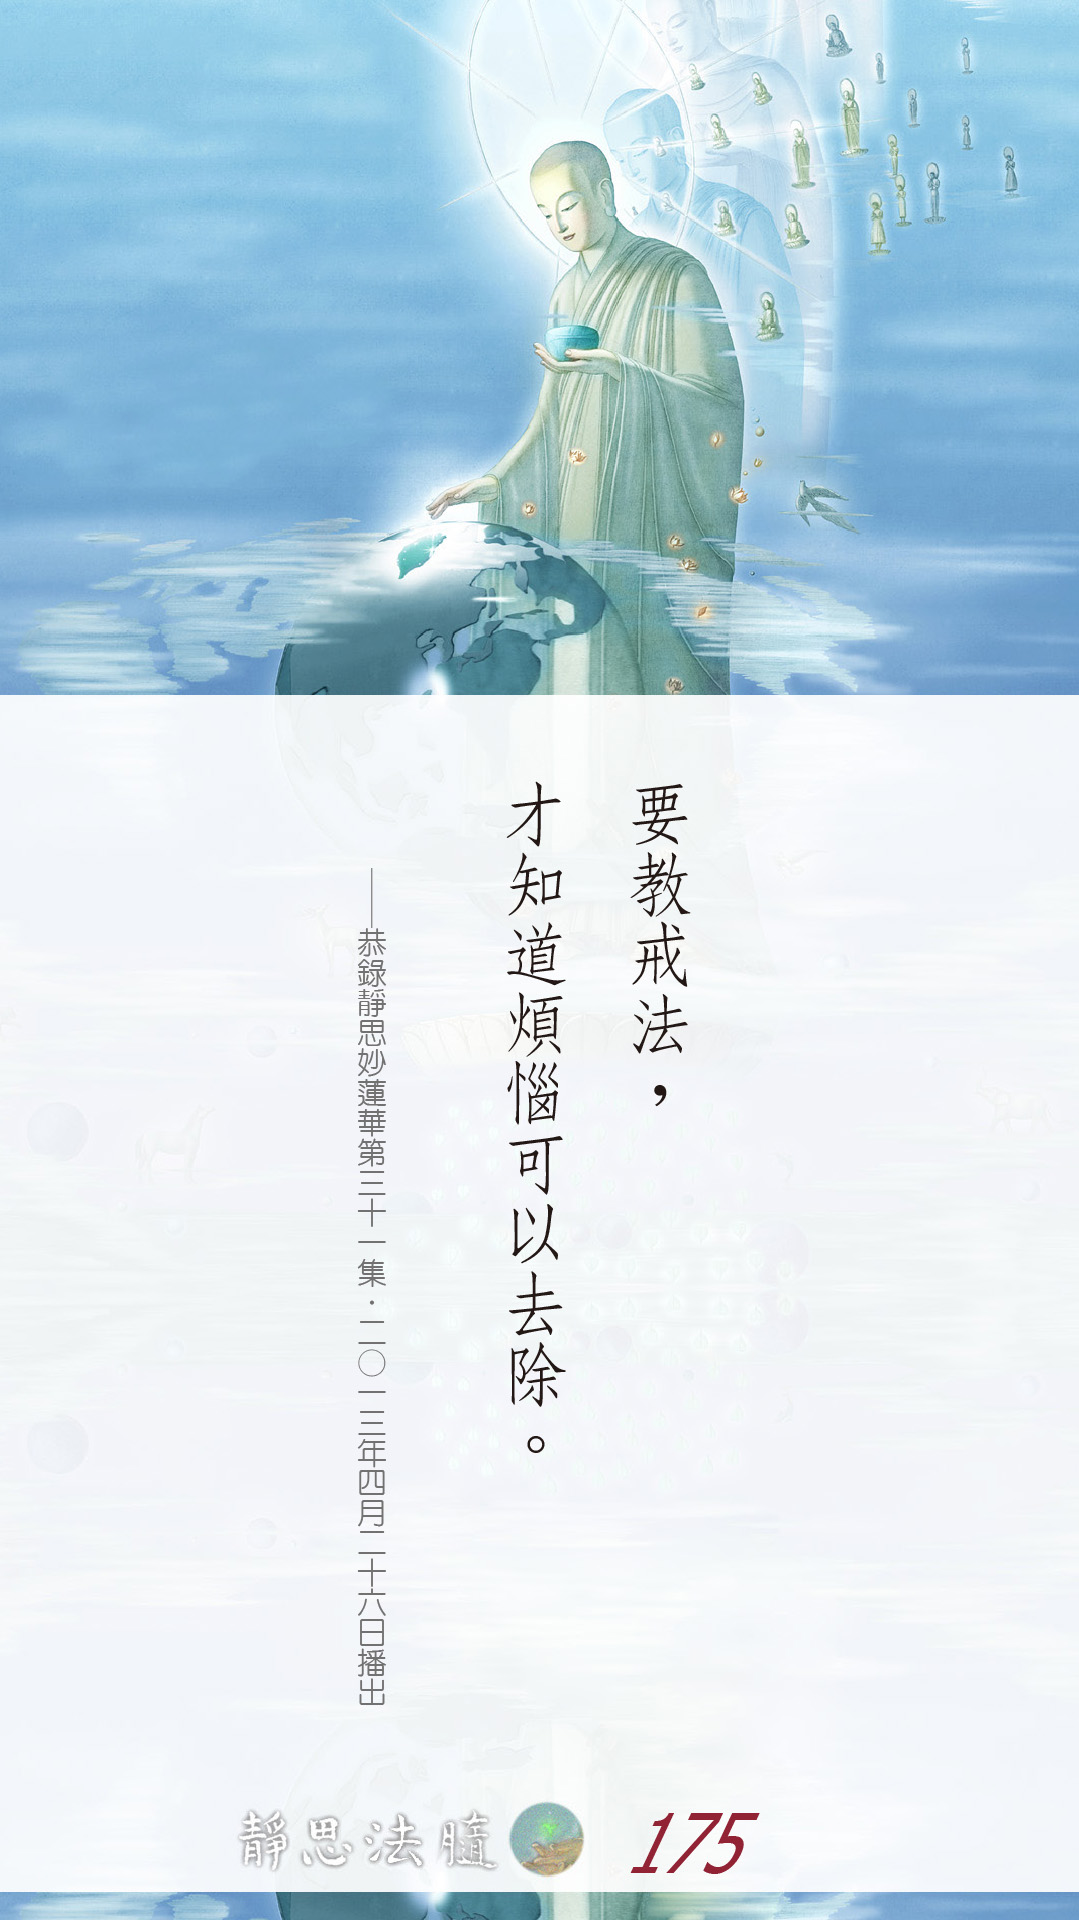 要教戒法，
才知道煩惱可以去除。
——恭錄靜思妙蓮華第三十一集·二〇一三年四月二十六日播出
靜思法髓
175